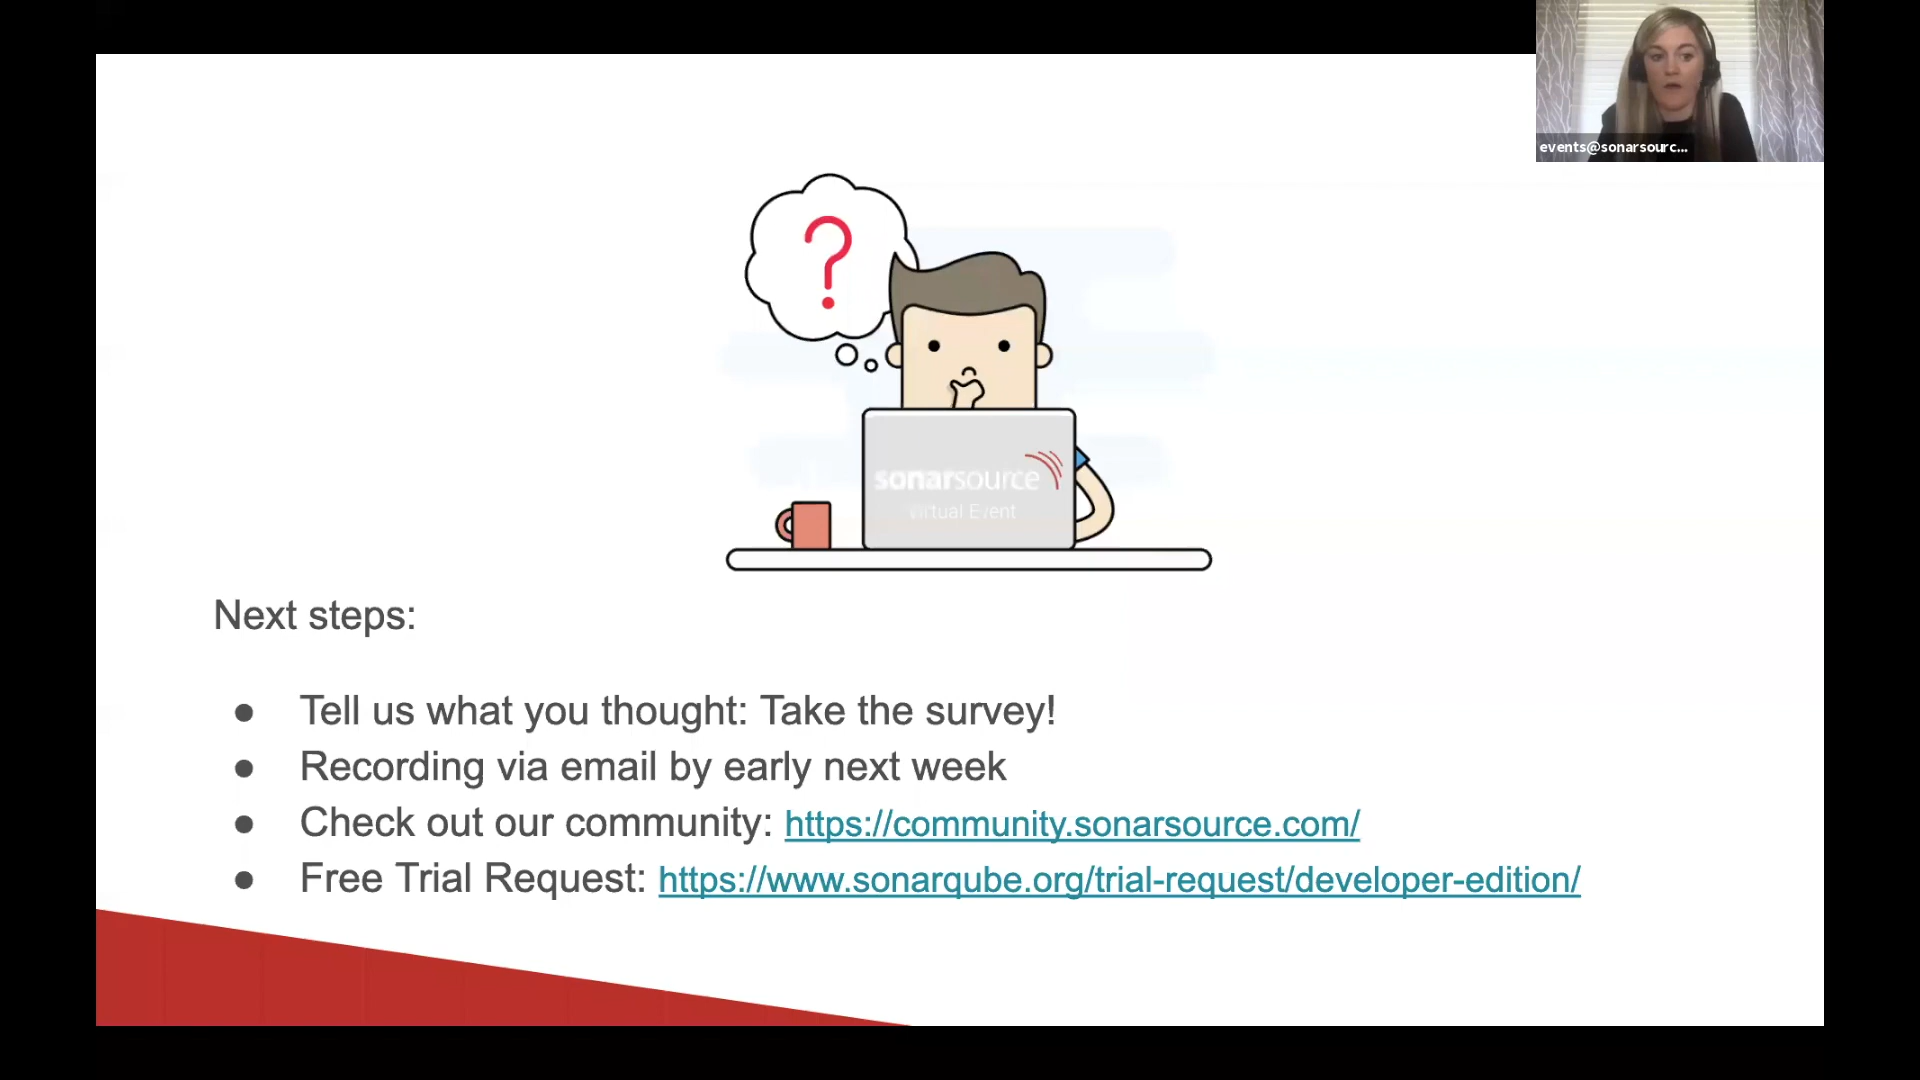 events@sonarsourc...
?
sonarsource
Virtual Event
Next steps:
● Tell us what you thought: Take the survey!
● Recording via email by early next week
● Check out our community: https://community.sonarsource.com/
● Free Trial Request: https://www.sonarqube.org/trial-request/developer-edition/